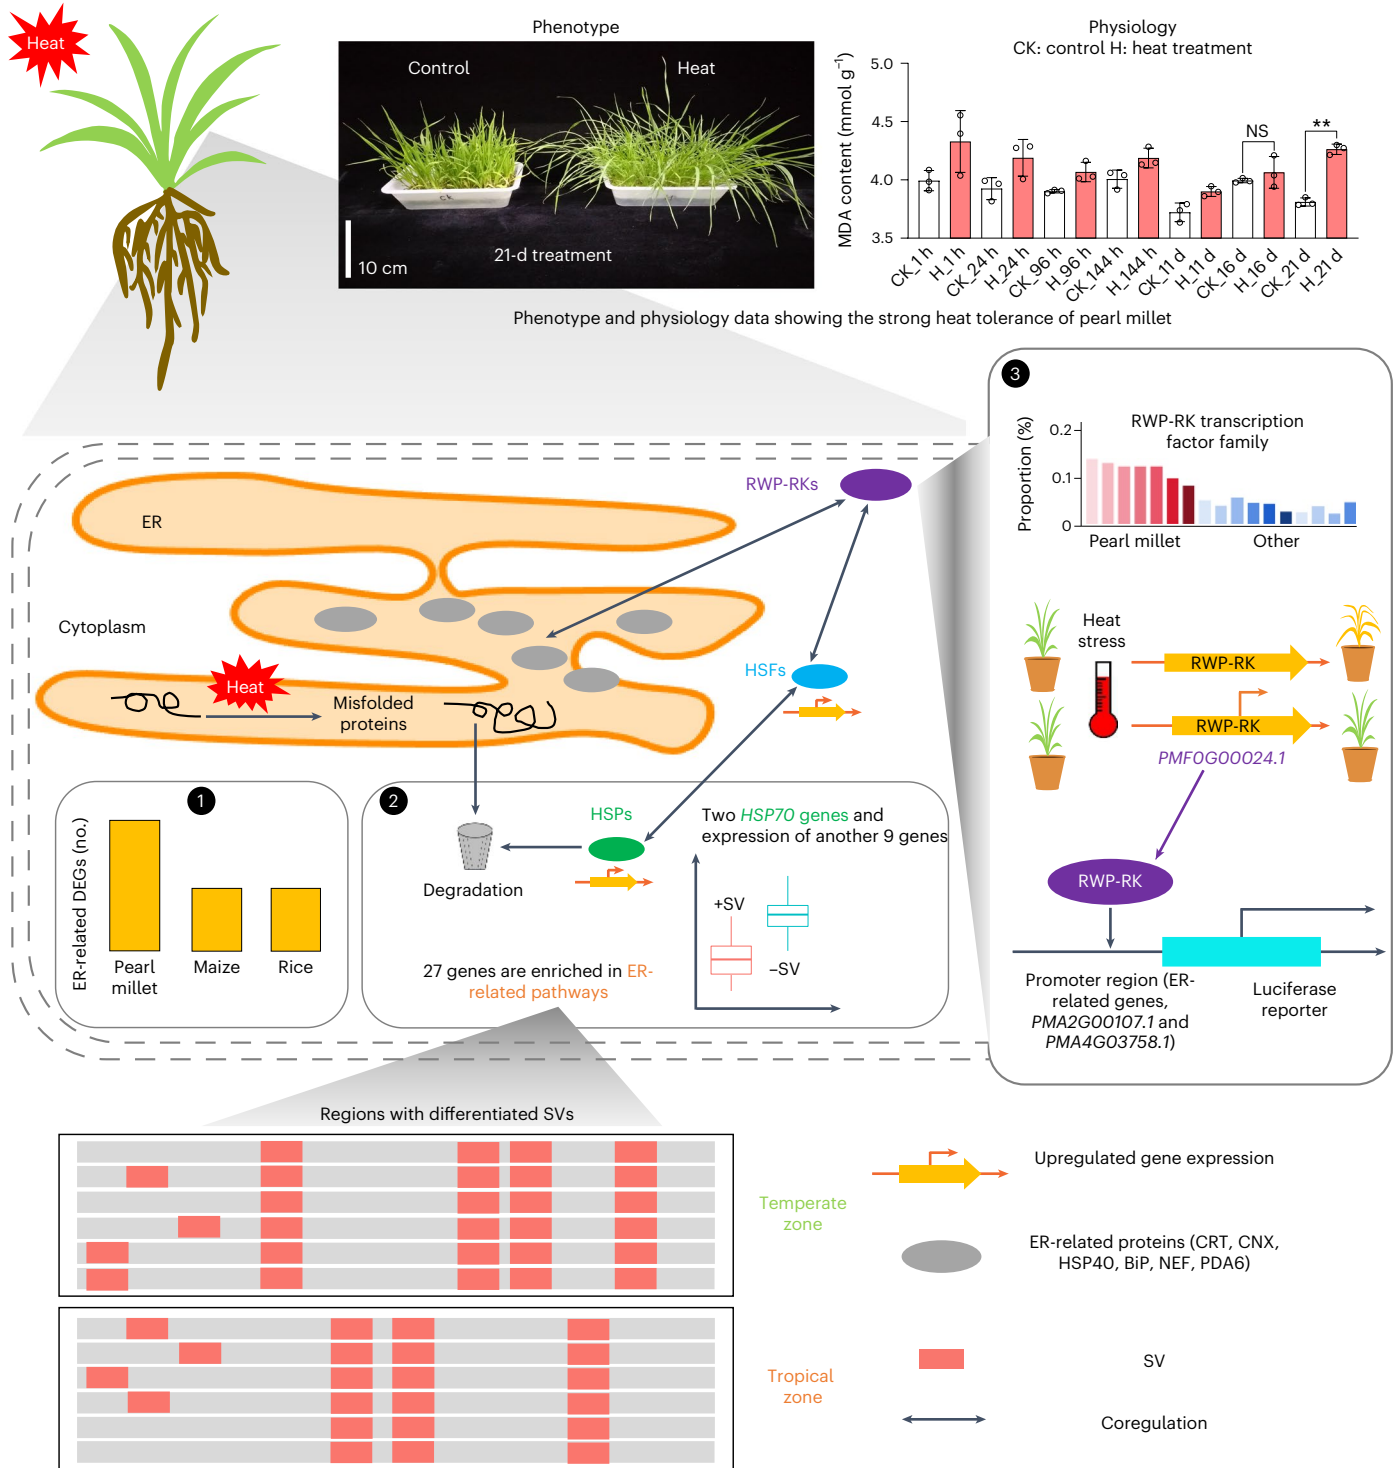 Heat
Phenotype
Control
Heat
21-d treatment
10 cm
CK
Physiology
CK: control H: heat treatment
MDA content (mmol g⁻¹)
5.0
4.5
4.0
3.5
NS
**
CK_1 h
H_1 h
CK_24 h
H_24 h
CK_96 h
H_96 h
CK_144 h
H_144 h
CK_11 d
H_11 d
CK_16 d
H_16 d
CK_21 d
H_21 d
Phenotype and physiology data showing the strong heat tolerance of pearl millet
ER
Cytoplasm
Heat
Misfolded
proteins
RWP-RKs
HSFs
1
ER-related DEGs (no.)
Pearl
millet
Maize
Rice
2
HSPs
Degradation
Two HSP70 genes and
expression of another 9 genes
+SV
–SV
27 genes are enriched in ER-
related pathways
3
RWP-RK transcription
factor family
Proportion (%)
0.2
0.1
0
Pearl millet
Other
Heat
stress
RWP-RK
RWP-RK
PMF0G00024.1
RWP-RK
Promoter region (ER-
related genes,
PMA2G00107.1 and
PMA4G03758.1)
Luciferase
reporter
Regions with differentiated SVs
Temperate
zone
Tropical
zone
Upregulated gene expression
ER-related proteins (CRT, CNX,
HSP40, BiP, NEF, PDA6)
SV
Coregulation